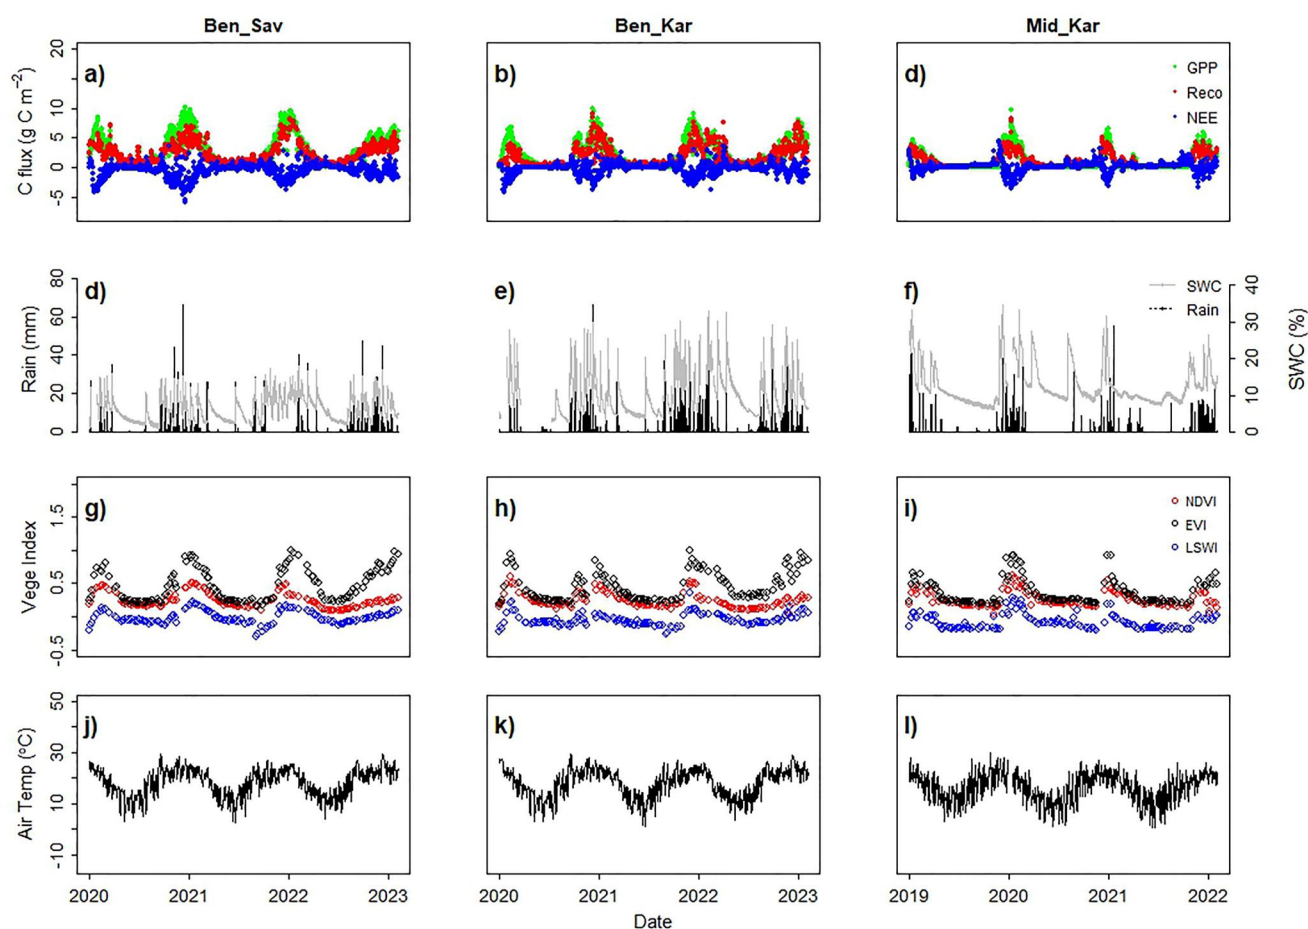 Ben_Sav Ben_Kar Mid_Kar
a) b) d)
GPP
Reco
NEE
C flux (g C m⁻²)
20
10
5
0
-5
d) e) f)
SWC
Rain
Rain (mm)
80
60
40
20
0
SWC (%)
40
30
20
10
0
g) h) i)
NDVI
EVI
LSWI
Vege Index
1.5
0.5
-0.5
j) k) l)
Air Temp (°C)
50
30
10
-10
2020 2021 2022 2023 2020 2021 2022 2023 2019 2020 2021 2022
Date